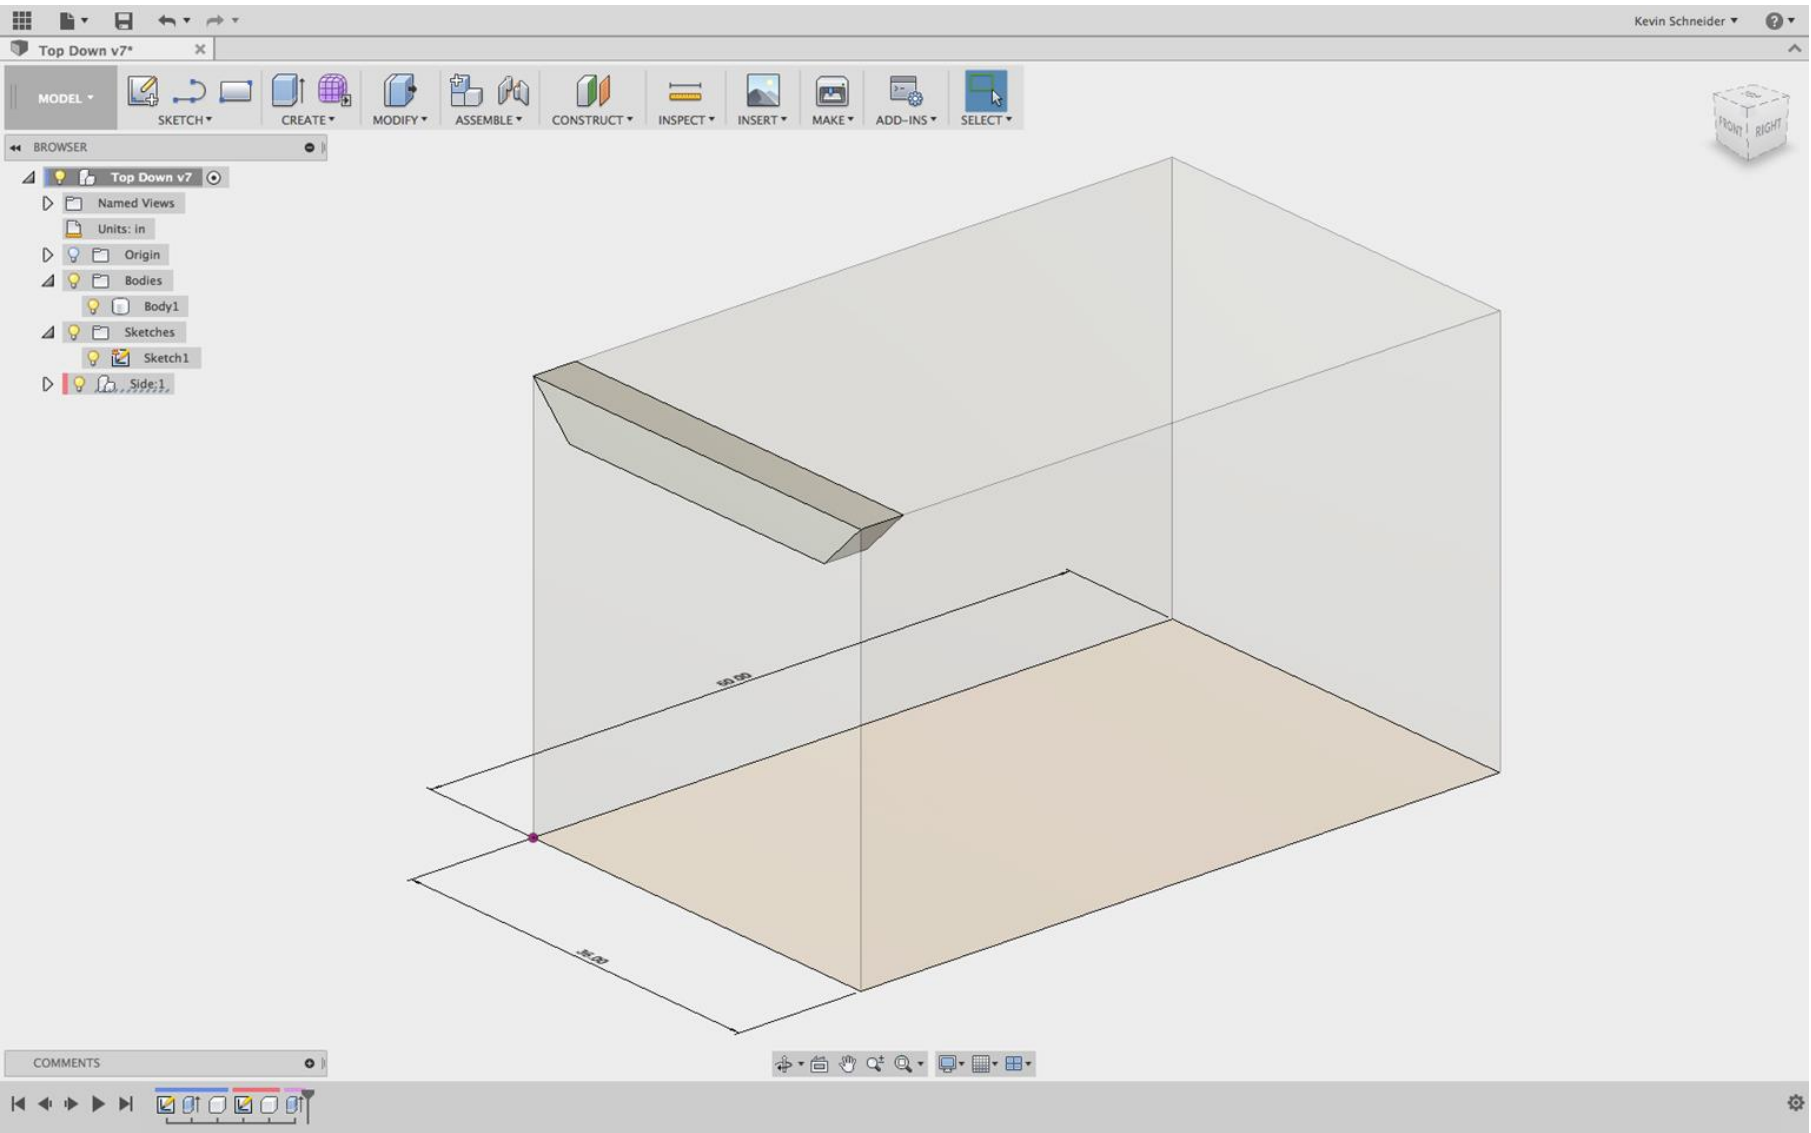 Kevin Schneider
Top Down v7*
MODEL
SKETCH
CREATE
MODIFY
ASSEMBLE
CONSTRUCT
INSPECT
INSERT
MAKE
ADD-INS
SELECT
FRONT
RIGHT
BROWSER
Top Down v7
Named Views
Units: in
Origin
Bodies
Body1
Sketches
Sketch1
Side:1
60.00
36.00
COMMENTS